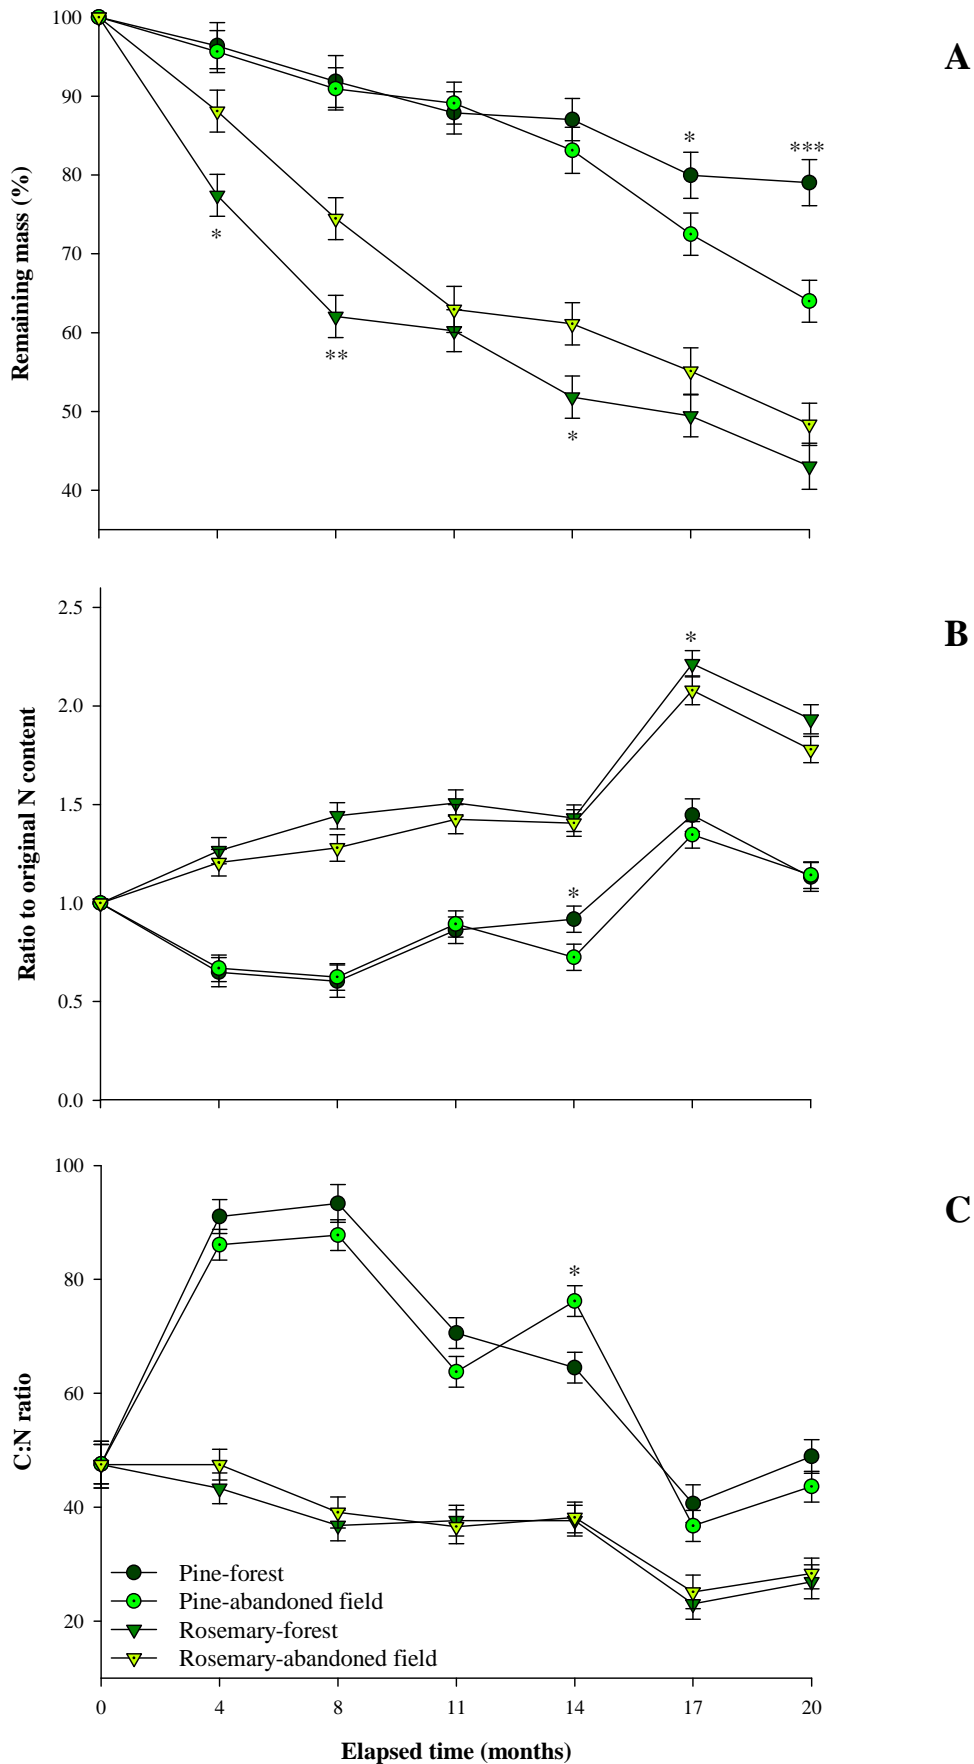 A
100
90
80
70
60
50
40
Remaining mass (%)
*
**
*
*
***
B
2.5
2.0
1.5
1.0
0.5
0.0
Ratio to original N content
*
*
C
100
80
60
40
20
C:N ratio
*
Pine-forest
Pine-abandoned field
Rosemary-forest
Rosemary-abandoned field
0 4 8 11 14 17 20
Elapsed time (months)